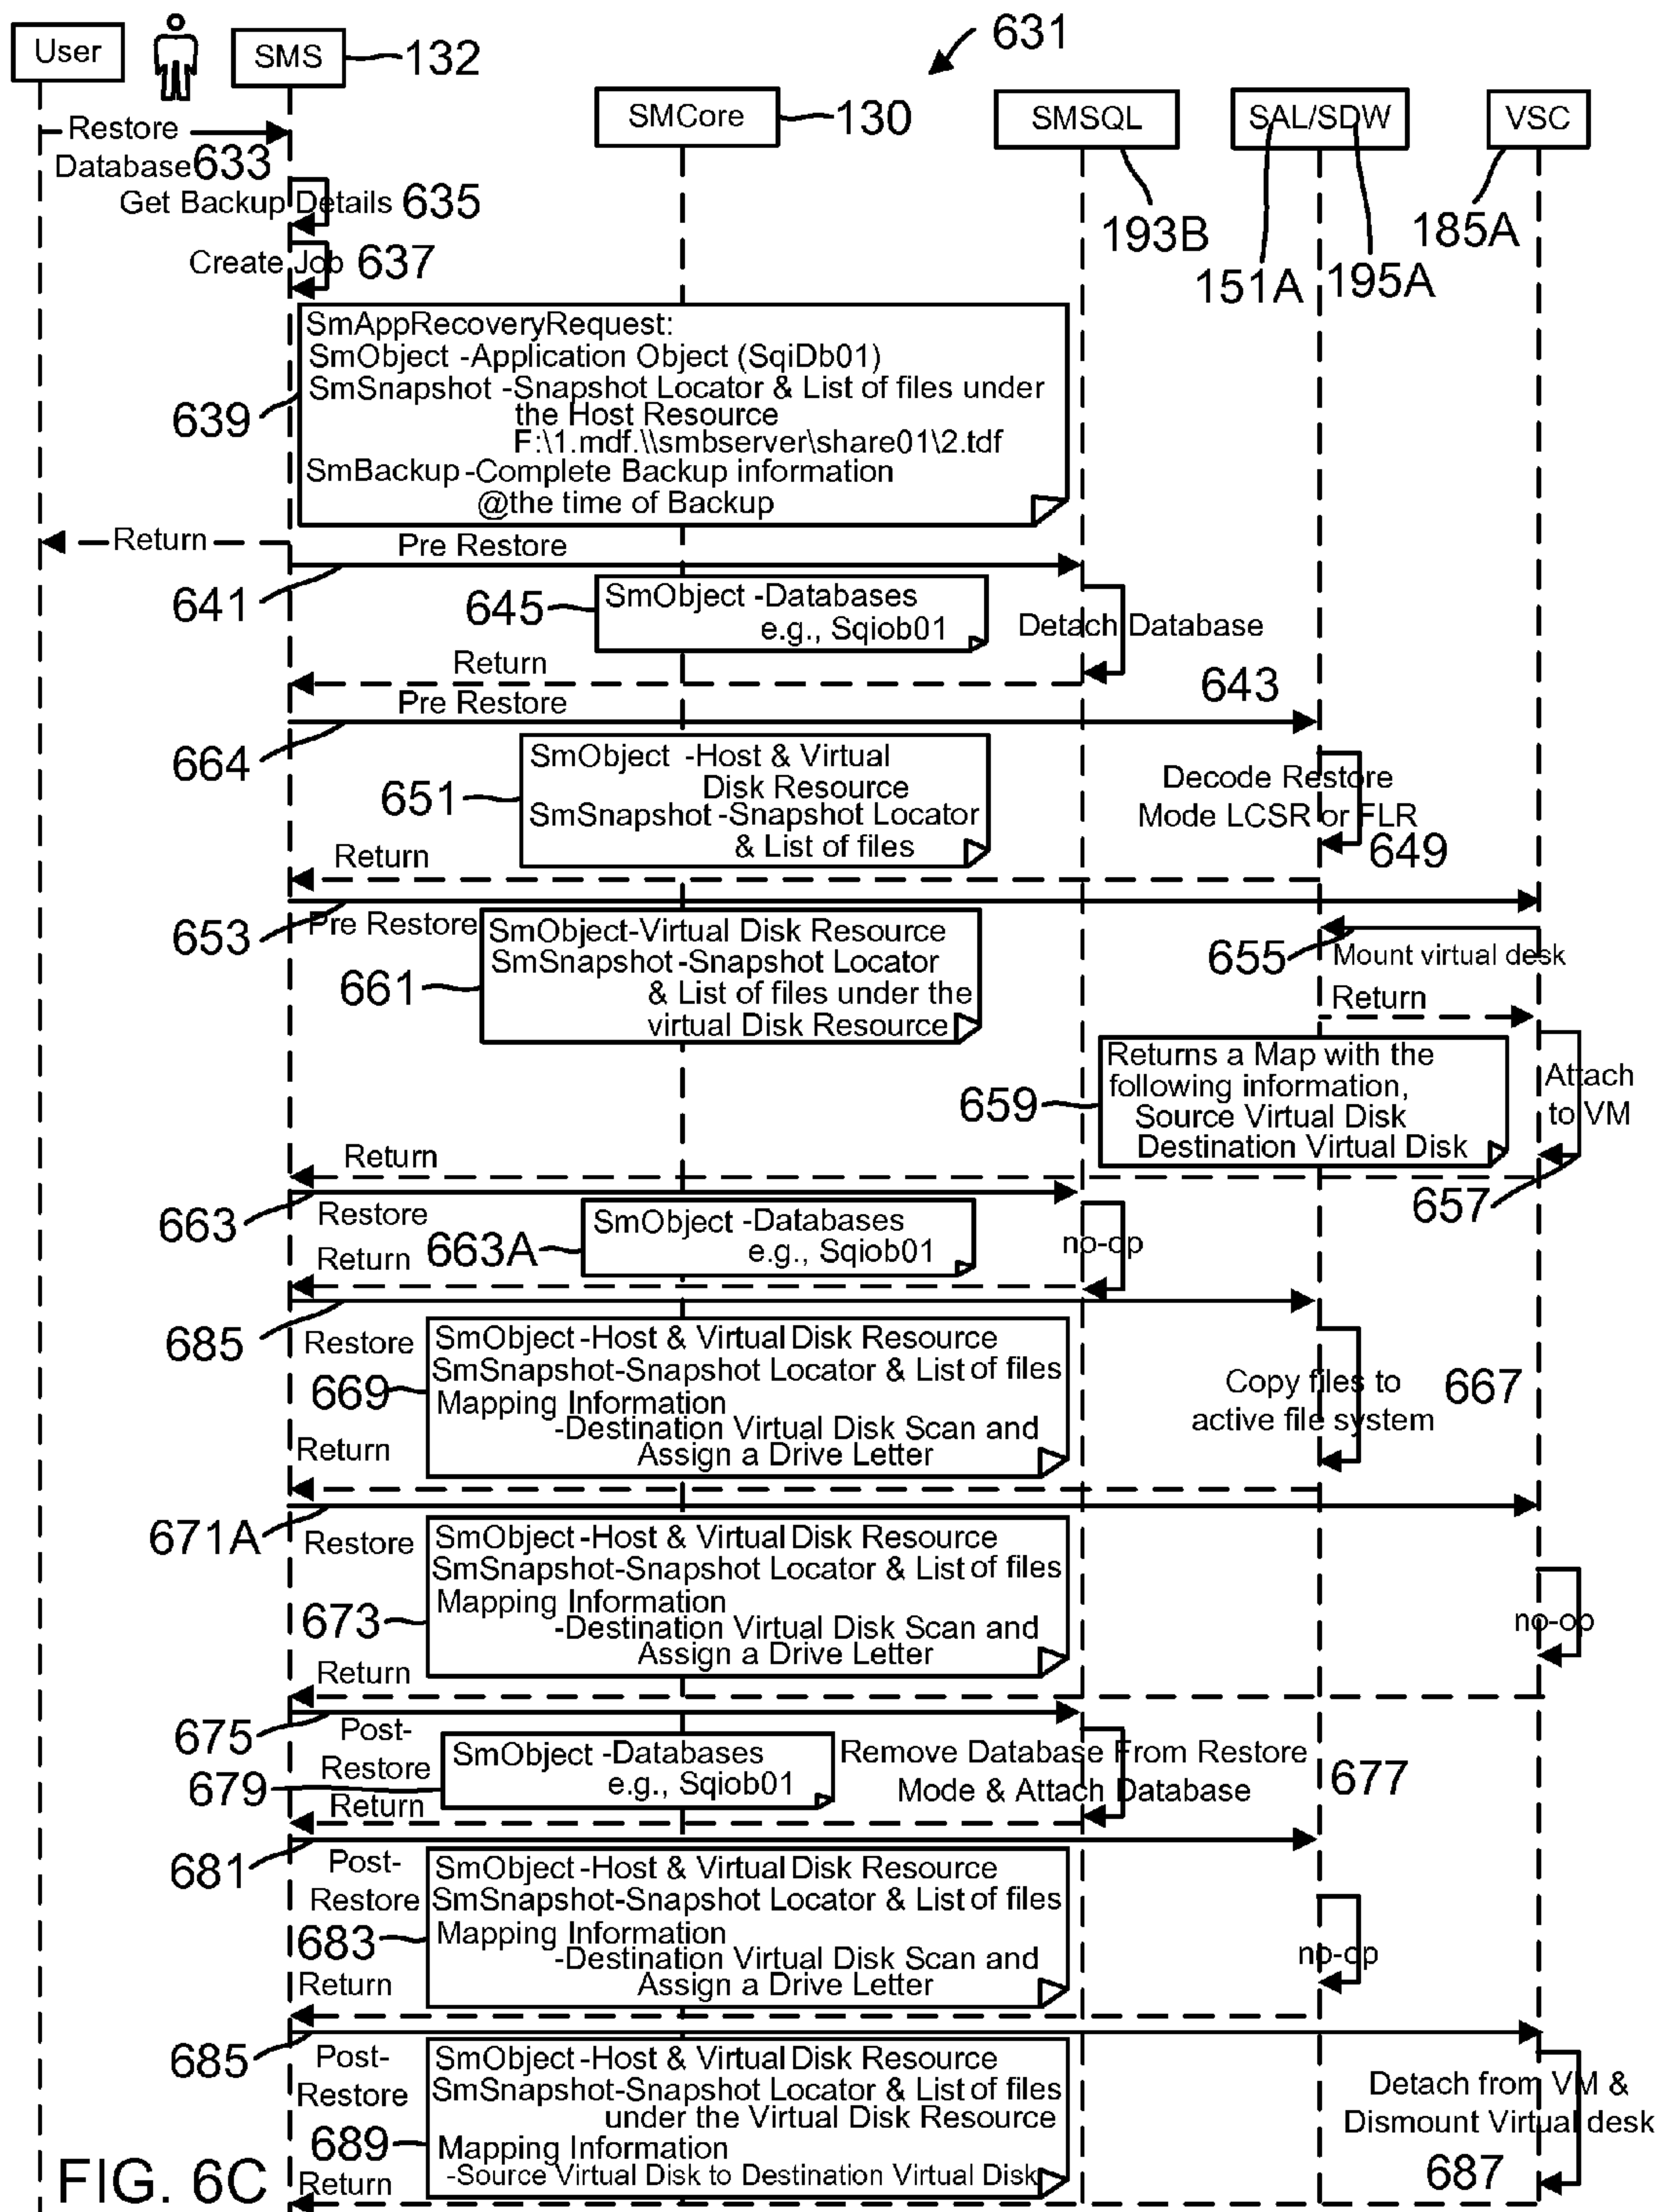 User
SMS
132
631
SMCore
130
SMSQL
SAL/SDW
VSC
Restore
Database 633
193B
185A
151A
195A
Get Backup Details 635
Create Job 637
SmAppRecoveryRequest:
SmObject -Application Object (SqiDb01)
SmSnapshot -Snapshot Locator & List of files under
the Host Resource
F:\1.mdf.\\smbserver\share01\2.tdf
SmBackup -Complete Backup information
@the time of Backup
639
Return
Pre Restore
641
645
SmObject -Databases
e.g., Sqiob01
Detach Database
Return
643
Pre Restore
664
651
SmObject -Host & Virtual
Disk Resource
SmSnapshot -Snapshot Locator
& List of files
Decode Restore
Mode LCSR or FLR
649
Return
653
Pre Restore
661
SmObject-Virtual Disk Resource
SmSnapshot -Snapshot Locator
& List of files under the
virtual Disk Resource
655
Mount virtual desk
Return
659
Returns a Map with the
following information,
Source Virtual Disk
Destination Virtual Disk
Attach
to VM
657
Return
663
Restore
663A
SmObject -Databases
e.g., Sqiob01
no-op
Return
685
Restore
669
SmObject -Host & Virtual Disk Resource
SmSnapshot-Snapshot Locator & List of files
Mapping Information
-Destination Virtual Disk Scan and
Assign a Drive Letter
Copy files to
active file system
667
Return
671A
Restore
673
SmObject -Host & Virtual Disk Resource
SmSnapshot-Snapshot Locator & List of files
Mapping Information
-Destination Virtual Disk Scan and
Assign a Drive Letter
no-op
Return
675
Post-
Restore
679
SmObject -Databases
e.g., Sqiob01
Remove Database From Restore
Mode & Attach Database
677
Return
681
Post-
Restore
683
SmObject -Host & Virtual Disk Resource
SmSnapshot-Snapshot Locator & List of files
Mapping Information
-Destination Virtual Disk Scan and
Assign a Drive Letter
no-op
Return
685
Post-
Restore
689
SmObject -Host & Virtual Disk Resource
SmSnapshot-Snapshot Locator & List of files
under the Virtual Disk Resource
Mapping Information
-Source Virtual Disk to Destination Virtual Disk
Detach from VM &
Dismount Virtual desk
687
Return
FIG. 6C